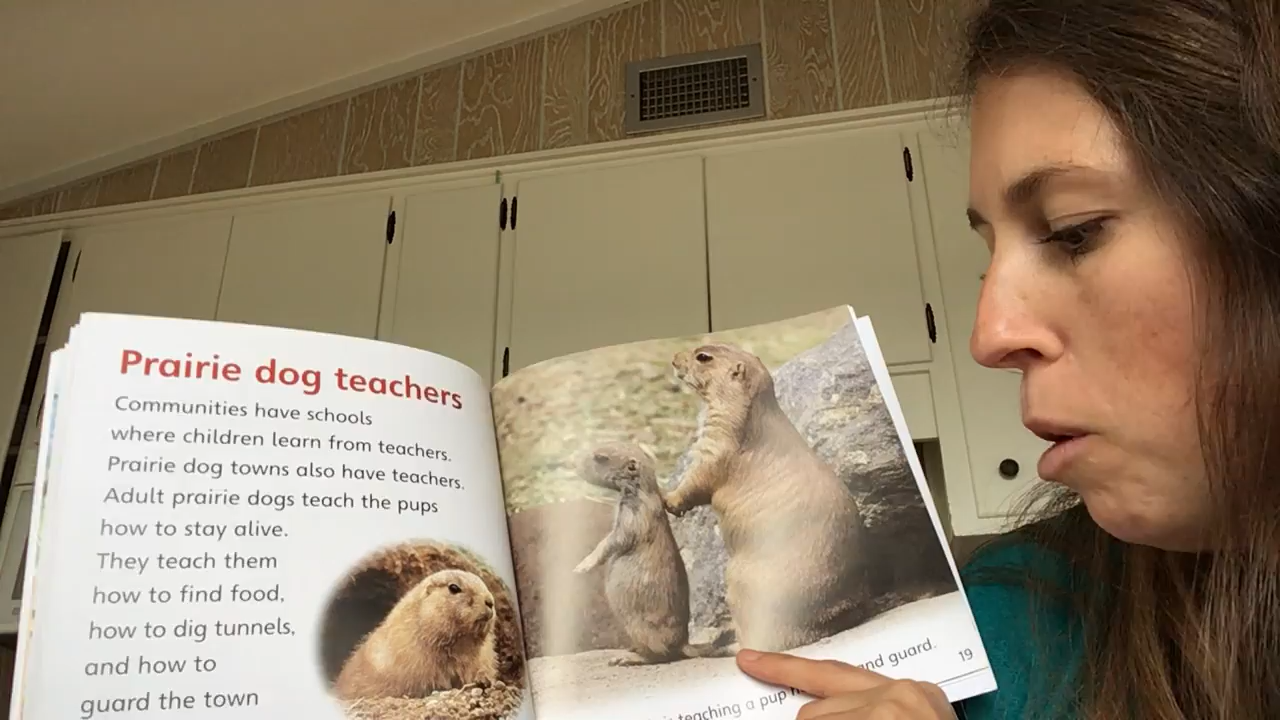 Prairie dog teachers
Communities have schools
where children learn from teachers.
Prairie dog towns also have teachers.
Adult prairie dogs teach the pups
how to stay alive.
They teach them
how to find food,
how to dig tunnels,
and how to
guard the town
teaching a pup and guard.
19